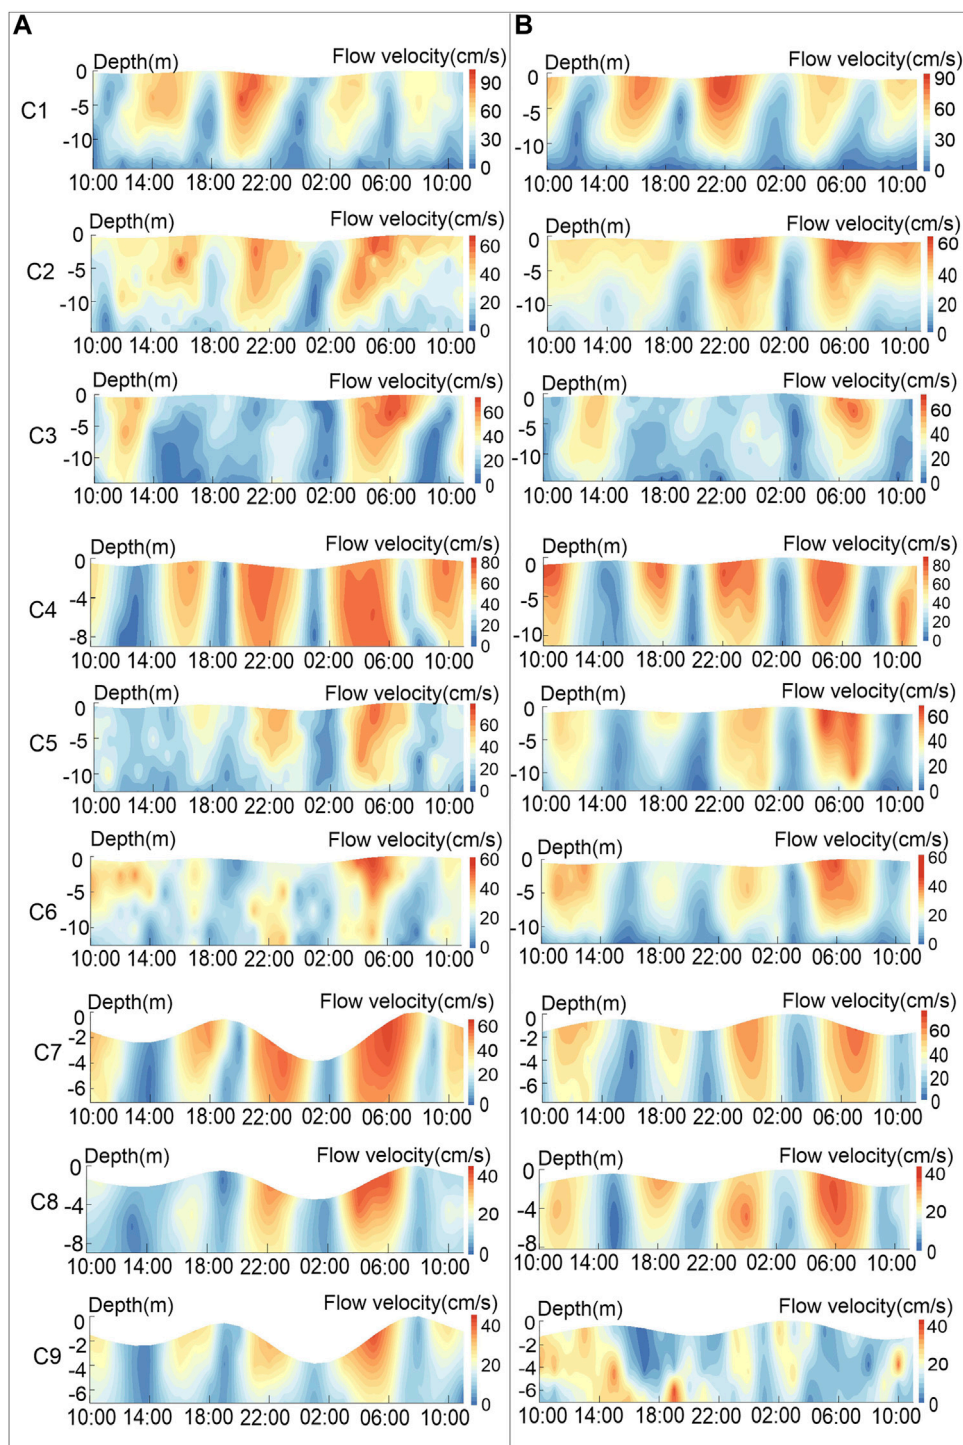 A B
Depth(m) Flow velocity(cm/s) Depth(m) Flow velocity(cm/s)
C1
0 -5 -10 90 60 30 0 0 -5 -10 90 60 30 0
10:00 14:00 18:00 22:00 02:00 06:00 10:00 10:00 14:00 18:00 22:00 02:00 06:00 10:00
Depth(m) Flow velocity(cm/s) Depth(m) Flow velocity(cm/s)
C2
0 -5 -10 60 40 20 0 0 -5 -10 60 40 20 0
10:00 14:00 18:00 22:00 02:00 06:00 10:00 10:00 14:00 18:00 22:00 02:00 06:00 10:00
Depth(m) Flow velocity(cm/s) Depth(m) Flow velocity(cm/s)
C3
0 -5 -10 60 40 20 0 0 -5 -10 60 40 20 0
10:00 14:00 18:00 22:00 02:00 06:00 10:00 10:00 14:00 18:00 22:00 02:00 06:00 10:00
Depth(m) Flow velocity(cm/s) Depth(m) Flow velocity(cm/s)
C4
0 -4 -8 80 60 40 20 0 0 -5 -10 80 60 40 20 0
10:00 14:00 18:00 22:00 02:00 06:00 10:00 10:00 14:00 18:00 22:00 02:00 06:00 10:00
Depth(m) Flow velocity(cm/s) Depth(m) Flow velocity(cm/s)
C5
0 -5 -10 60 40 20 0 0 -5 -10 60 40 20 0
10:00 14:00 18:00 22:00 02:00 06:00 10:00 10:00 14:00 18:00 22:00 02:00 06:00 10:00
Depth(m) Flow velocity(cm/s) Depth(m) Flow velocity(cm/s)
C6
0 -5 -10 60 40 20 0 0 -5 -10 60 40 20 0
10:00 14:00 18:00 22:00 02:00 06:00 10:00 10:00 14:00 18:00 22:00 02:00 06:00 10:00
Depth(m) Flow velocity(cm/s) Depth(m) Flow velocity(cm/s)
C7
0 -2 -4 -6 60 40 20 0 0 -2 -4 -6 60 40 20 0
10:00 14:00 18:00 22:00 02:00 06:00 10:00 10:00 14:00 18:00 22:00 02:00 06:00 10:00
Depth(m) Flow velocity(cm/s) Depth(m) Flow velocity(cm/s)
C8
0 -4 -8 40 20 0 0 -4 -8 40 20 0
10:00 14:00 18:00 22:00 02:00 06:00 10:00 10:00 14:00 18:00 22:00 02:00 06:00 10:00
Depth(m) Flow velocity(cm/s) Depth(m) Flow velocity(cm/s)
C9
0 -2 -4 -6 40 20 0 0 -2 -4 -6 40 20 0
10:00 14:00 18:00 22:00 02:00 06:00 10:00 10:00 14:00 18:00 22:00 02:00 06:00 10:00